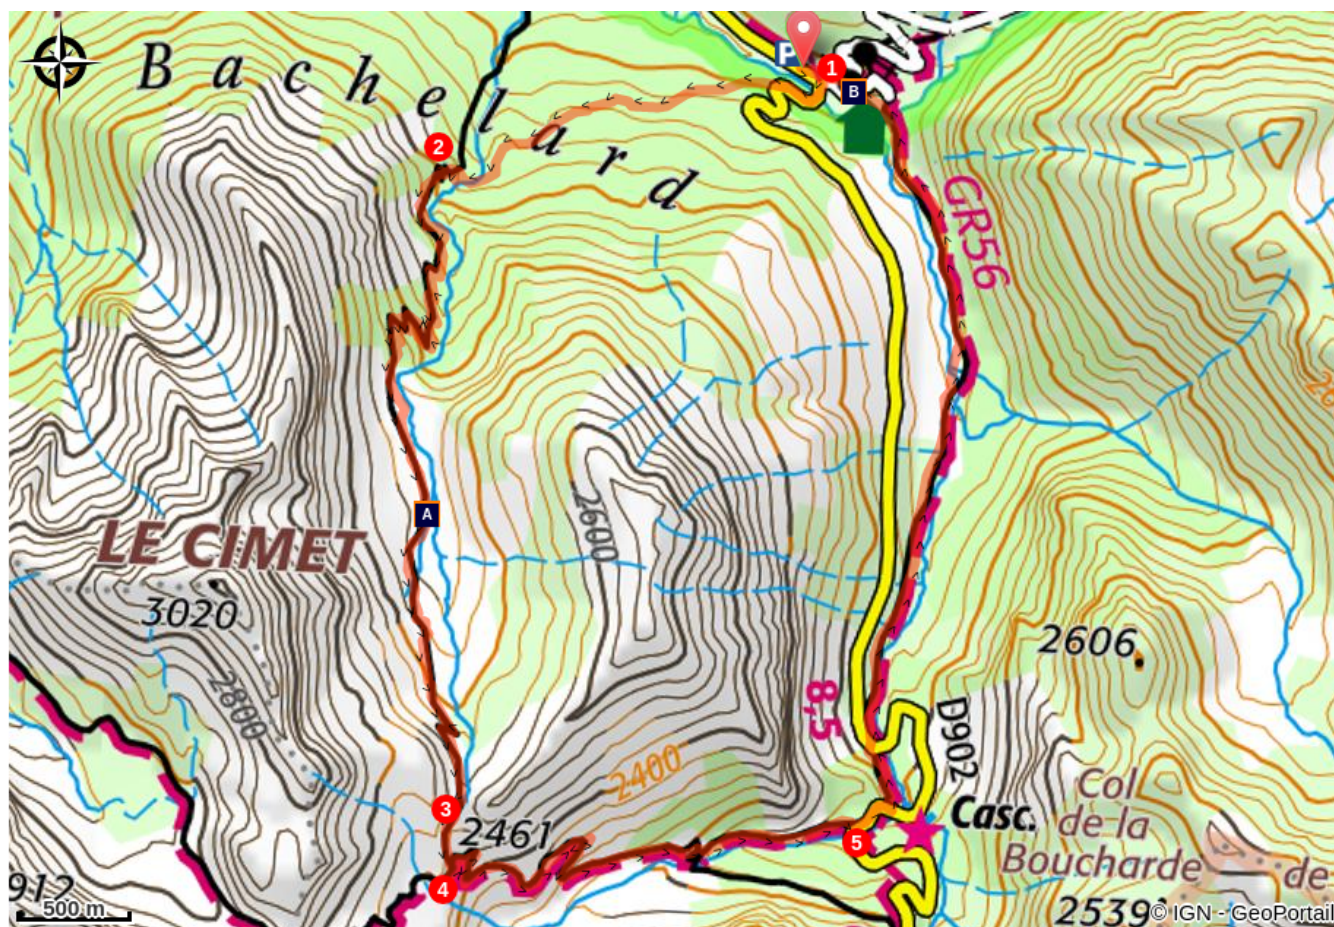 Bachelard
P
1
B
2
GR56
A
2600
LE CIMET
3020
2606
2800
8,5
D902
2400
3
Casc.
Col
de la
Boucharde
de
2461
5
4
912
2539
500 m
© IGN - GeoPortail